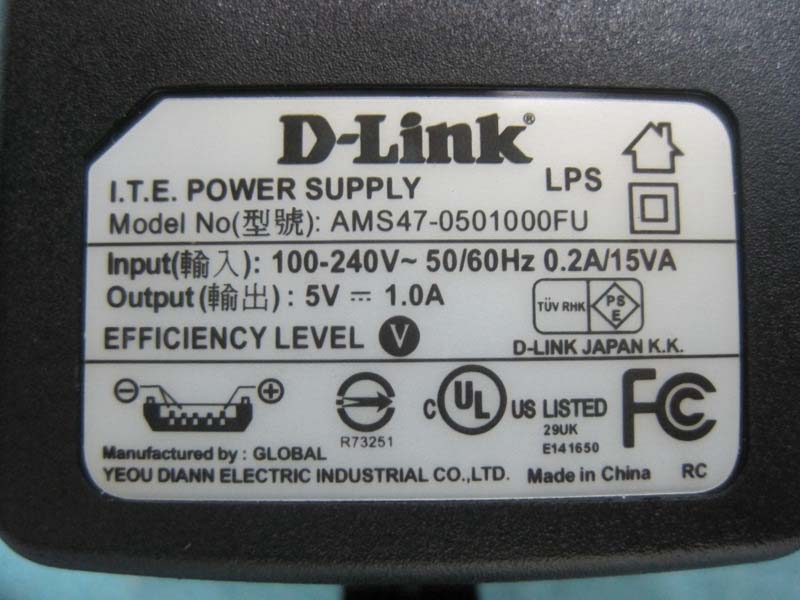 D-Link®
I.T.E. POWER SUPPLY LPS
Model No(型號): AMS47-0501000FU
Input(輸入): 100-240V~ 50/60Hz 0.2A/15VA
Output(輸出): 5V⎓1.0A
EFFICIENCY LEVEL V
TÜV RHK PS E
D-LINK JAPAN K.K.
R73251
c UL US LISTED
29UK
E141650
FC
Manufactured by : GLOBAL
YEOU DIANN ELECTRIC INDUSTRIAL CO.,LTD. Made in China RC